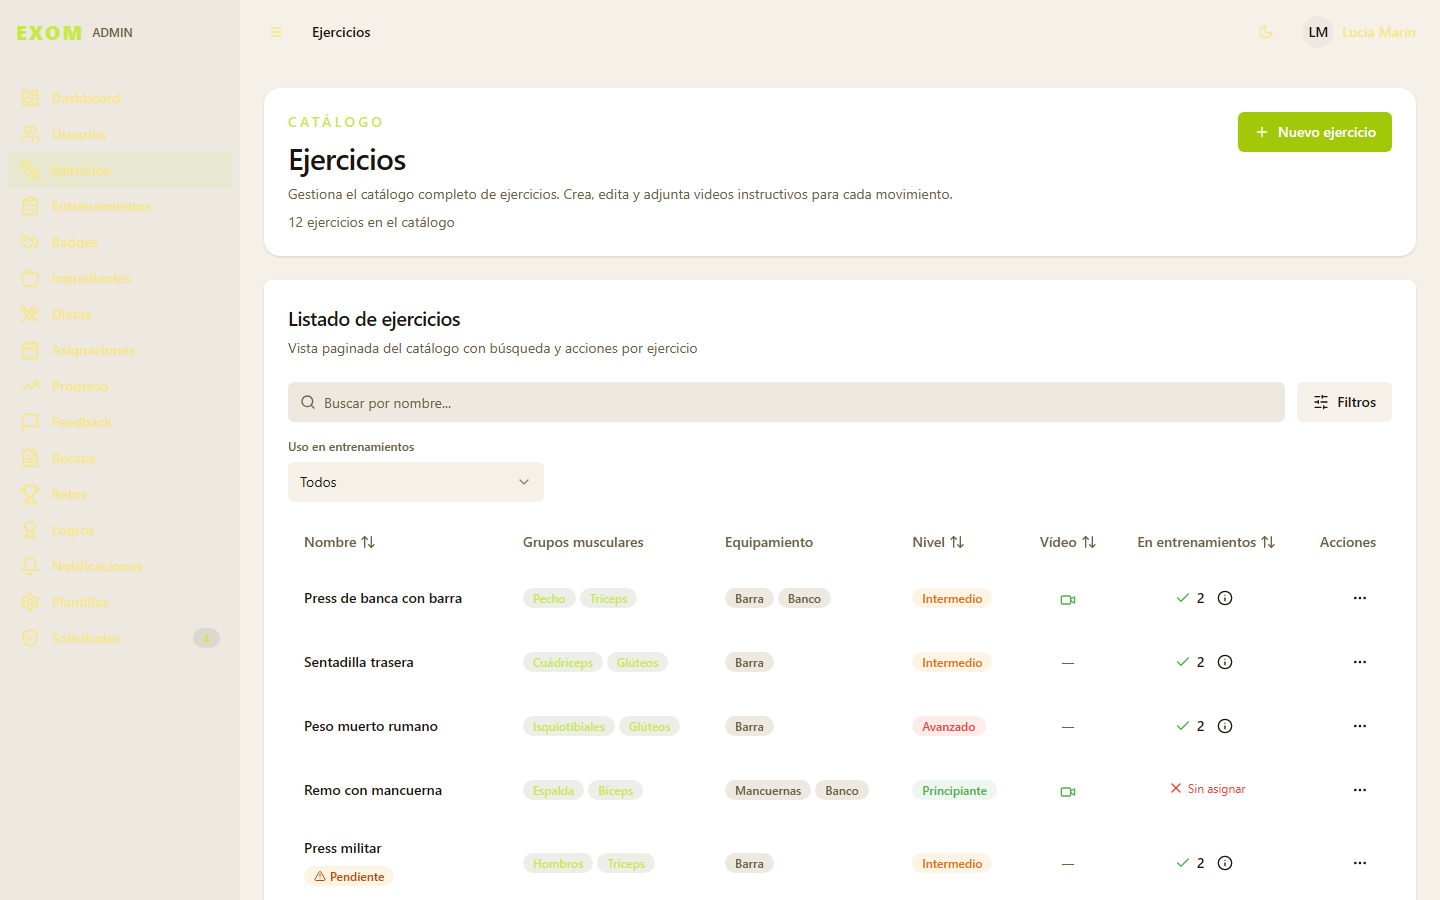 EXOM ADMIN
Dashboard
Usuarios
Ejercicios
Entrenamientos
Badges
Ingredientes
Dietas
Asignaciones
Progreso
Feedback
Recaps
Retos
Logros
Notificaciones
Plantillas
Solicitudes 4
Ejercicios
LM Lucía Marín
CATÁLOGO
Ejercicios
Gestiona el catálogo completo de ejercicios. Crea, edita y adjunta videos instructivos para cada movimiento.
12 ejercicios en el catálogo
Nuevo ejercicio
Listado de ejercicios
Vista paginada del catálogo con búsqueda y acciones por ejercicio
Buscar por nombre...
Filtros
Uso en entrenamientos
Todos
Nombre Grupos musculares Equipamiento Nivel Vídeo En entrenamientos Acciones
Press de banca con barra Pecho Tríceps Barra Banco Intermedio 2
Sentadilla trasera Cuádriceps Glúteos Barra Intermedio — 2
Peso muerto rumano Isquiotibiales Glúteos Barra Avanzado — 2
Remo con mancuerna Espalda Bíceps Mancuernas Banco Principiante Sin asignar
Press militar Hombros Tríceps Barra Intermedio — 2
Pendiente